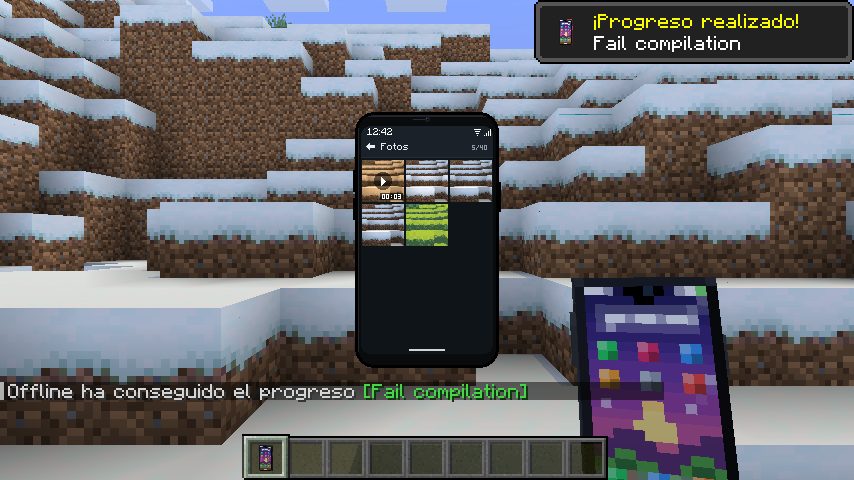 ¡Progreso realizado!
Fail compilation
12:42
Fotos 5/40
00:03
Offline ha conseguido el progreso [Fail compilation]